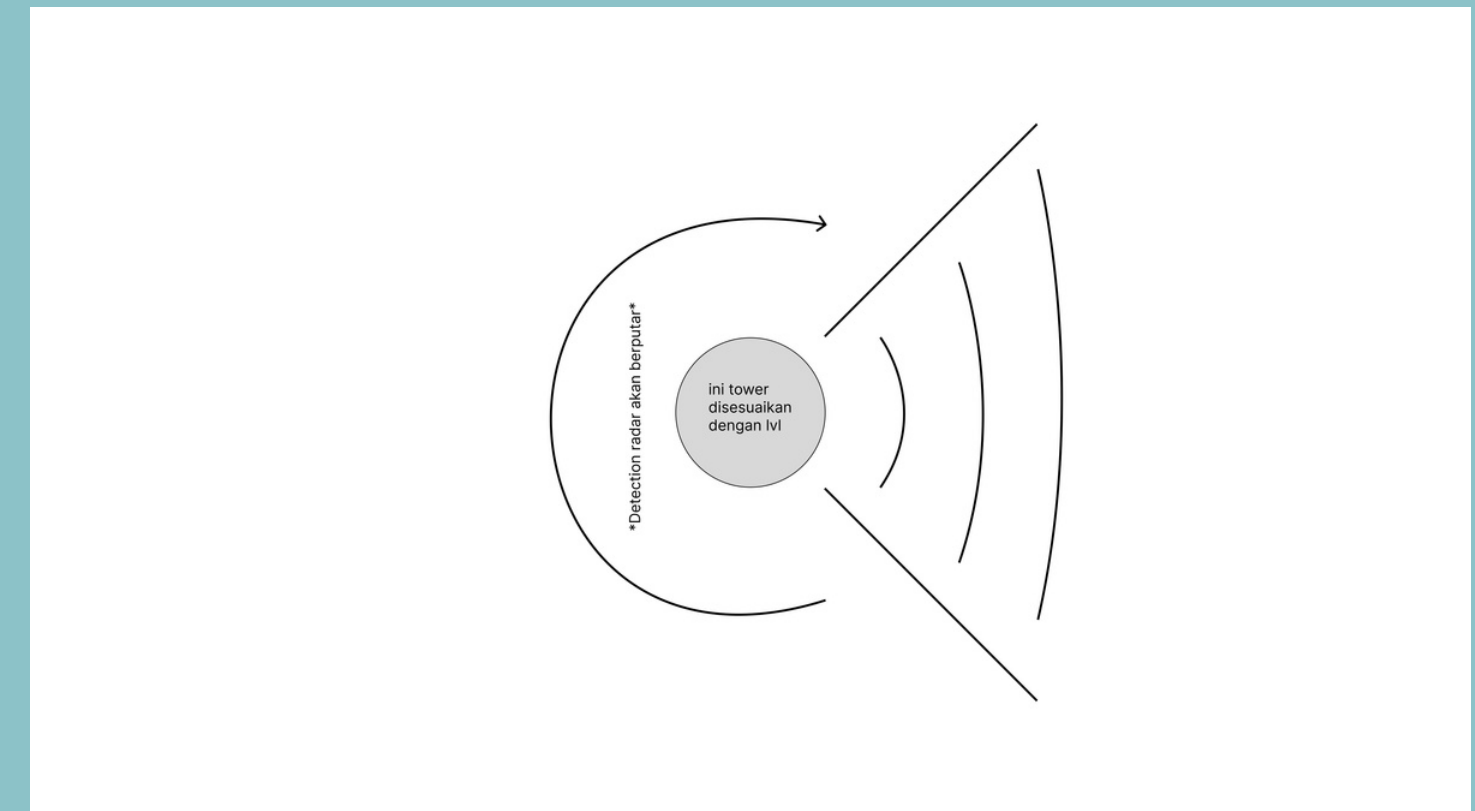 *Detection radar akan berputar*
ini tower
disesuaikan
dengan lvl